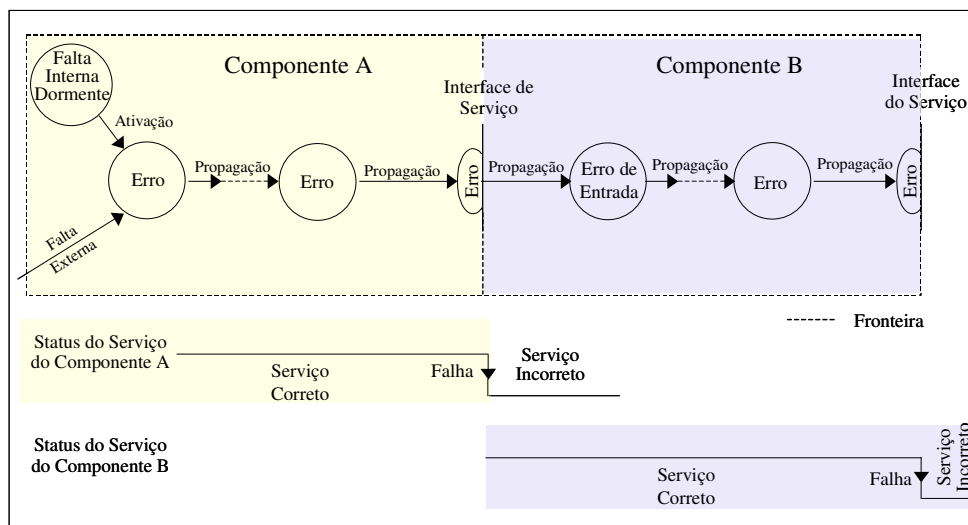 Falta
Interna
Dormente
Componente A
Componente B
Interface de
Serviço
Interface
do Serviço
Ativação
Erro
Propagação
Erro
Propagação
Erro
Propagação
Erro de
Entrada
Propagação
Erro
Propagação
Erro
Falta
Externa
Fronteira
Status do Serviço
do Componente A
Serviço
Correto
Falha
Serviço
Incorreto
Status do Serviço
do Componente B
Serviço
Correto
Falha
Serviço
Incorreto